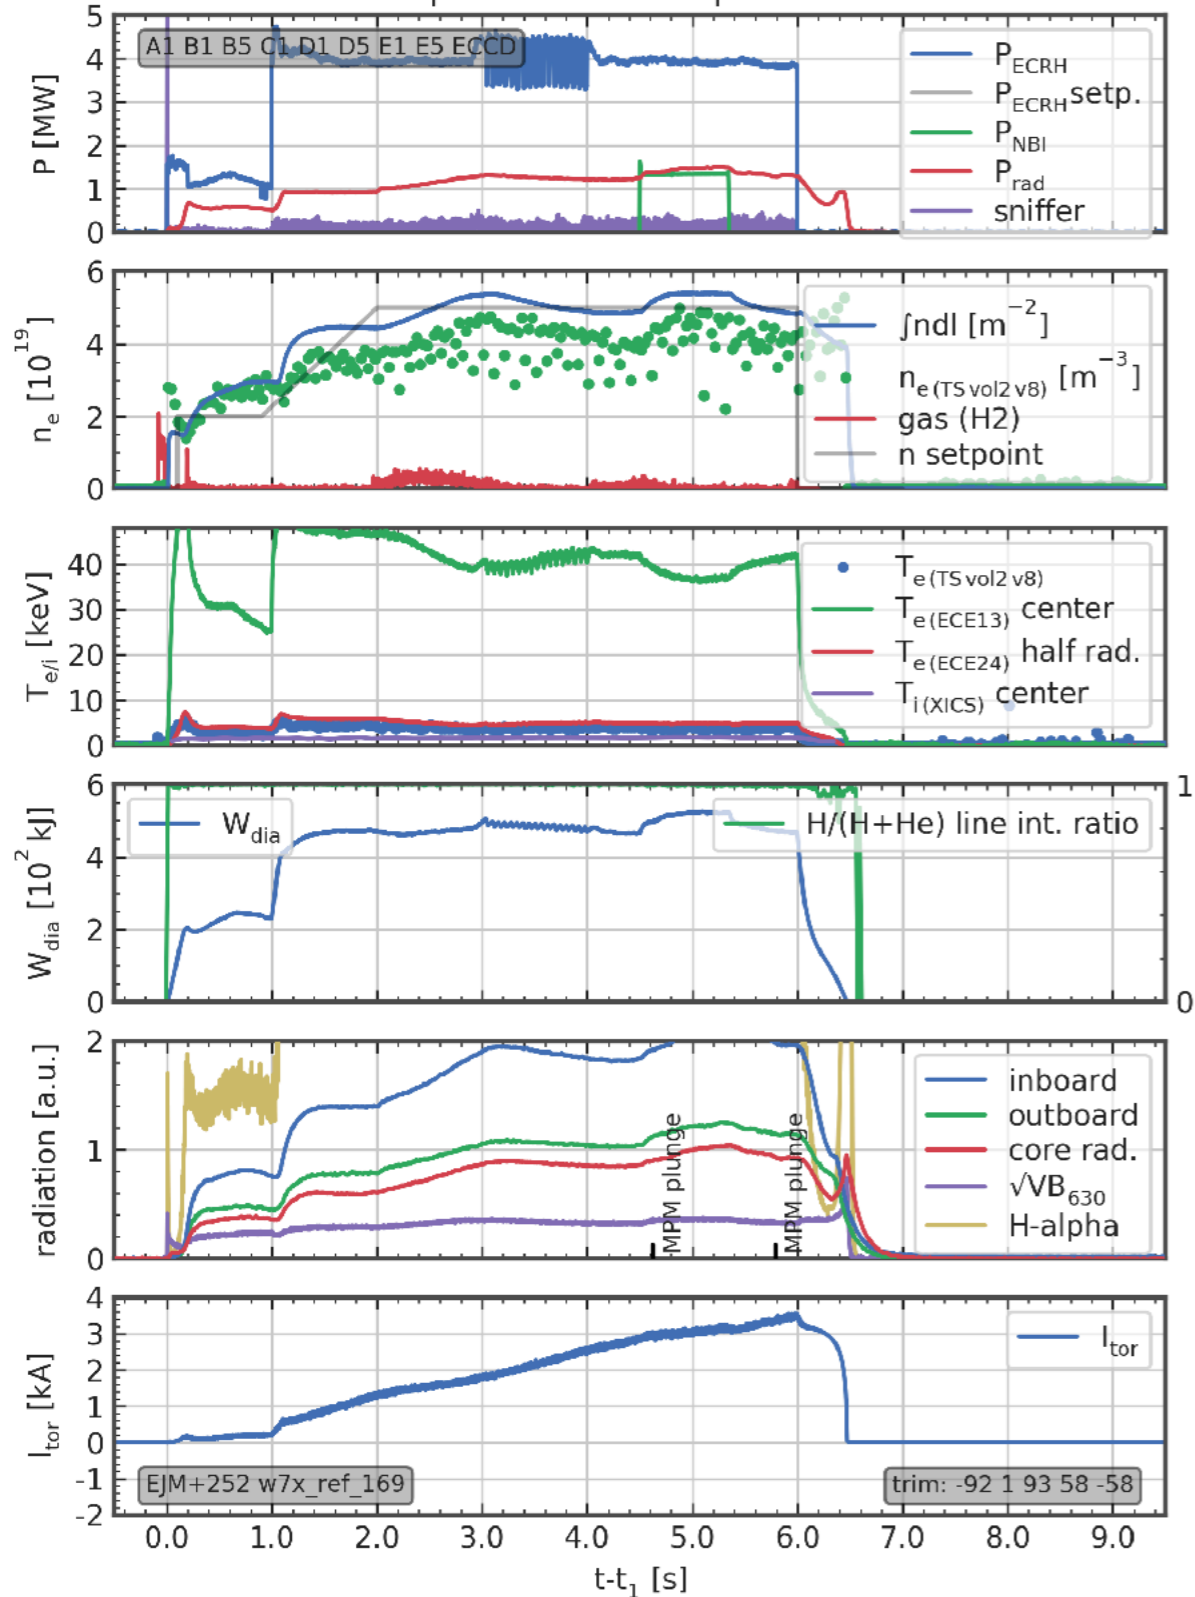 5
4
3
2
1
0
P [MW]
A1 B1 B5 C1 D1 D5 E1 E5 ECCD
P_ECRH
P_ECRH setp.
P_NBI
P_rad
sniffer
6
4
2
0
n_e [10^19]
∫ndl [m^-2]
n_e (TS vol2 v8) [m^-3]
gas (H2)
n setpoint
40
30
20
10
0
T_e/i [keV]
T_e (TS vol2 v8)
T_e (ECE13) center
T_e (ECE24) half rad.
T_i (XICS) center
6
4
2
0
W_dia [10^2 kJ]
W_dia
H/(H+He) line int. ratio
1
0
2
1
0
radiation [a.u.]
MPM plunge
MPM plunge
inboard
outboard
core rad.
√VB_630
H-alpha
4
3
2
1
0
-1
-2
I_tor [kA]
I_tor
EJM+252 w7x_ref_169
trim: -92 1 93 58 -58
0.0 1.0 2.0 3.0 4.0 5.0 6.0 7.0 8.0 9.0
t-t_1 [s]